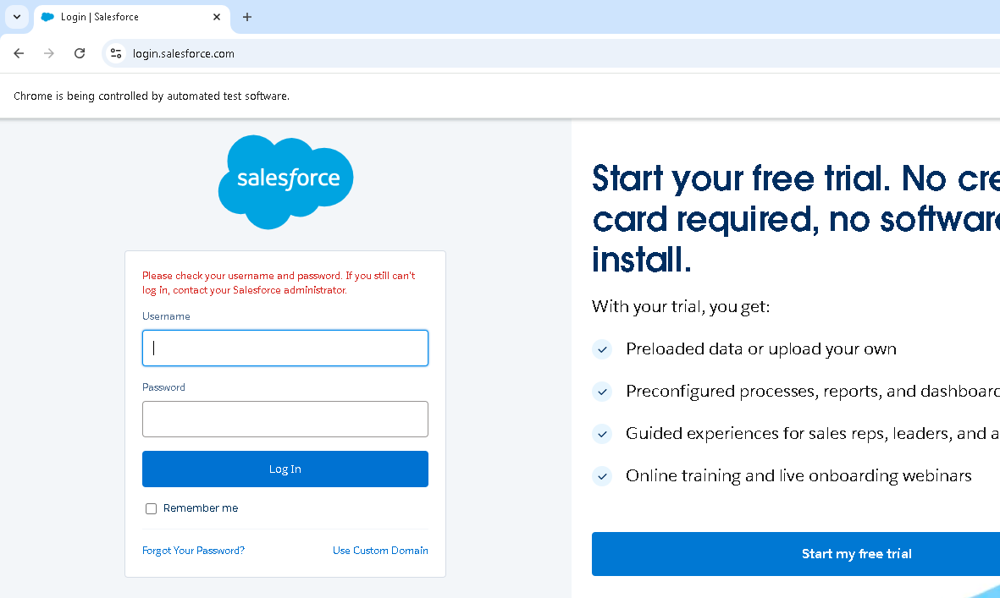 Login | Salesforce
login.salesforce.com
Chrome is being controlled by automated test software.
salesforce
Please check your username and password. If you still can't
log in, contact your Salesforce administrator.
Username
Password
Log In
Remember me
Forgot Your Password?
Use Custom Domain
Start your free trial. No cre
card required, no software
install.
With your trial, you get:
Preloaded data or upload your own
Preconfigured processes, reports, and dashboard
Guided experiences for sales reps, leaders, and a
Online training and live onboarding webinars
Start my free trial